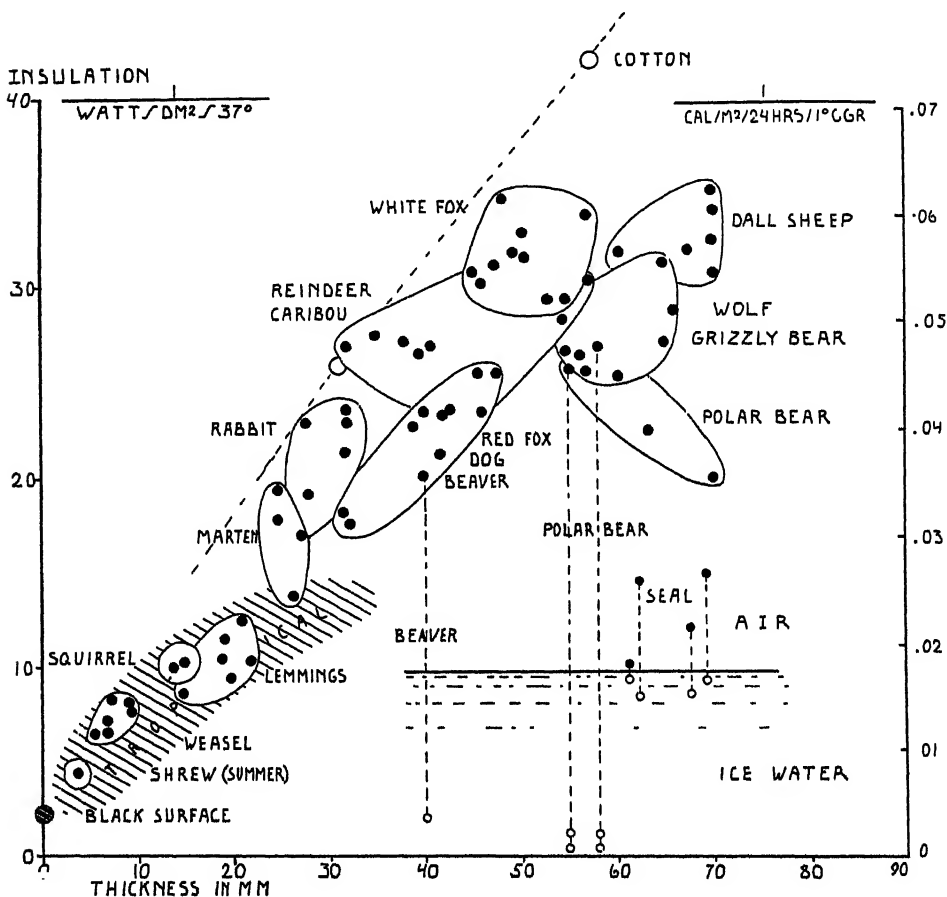 COTTON
INSULATION
40
WATTS/DM2/37°
CAL/M²/24HRS/1°CGR
.07
WHITE FOX
.06
DALL SHEEP
30
REINDEER
CARIBOU
.05
WOLF
GRIZZLY BEAR
RABBIT
POLAR BEAR
.04
RED FOX
DOG
BEAVER
20
MARTEN
POLAR BEAR
.03
SEAL
AIR
BEAVER
TROPICAL
.02
SQUIRREL
10
LEMMINGS
WEASEL
.01
SHREW (SUMMER)
ICE WATER
BLACK SURFACE
0
0
0 10 20 30 40 50 60 70 80 90
THICKNESS IN MM